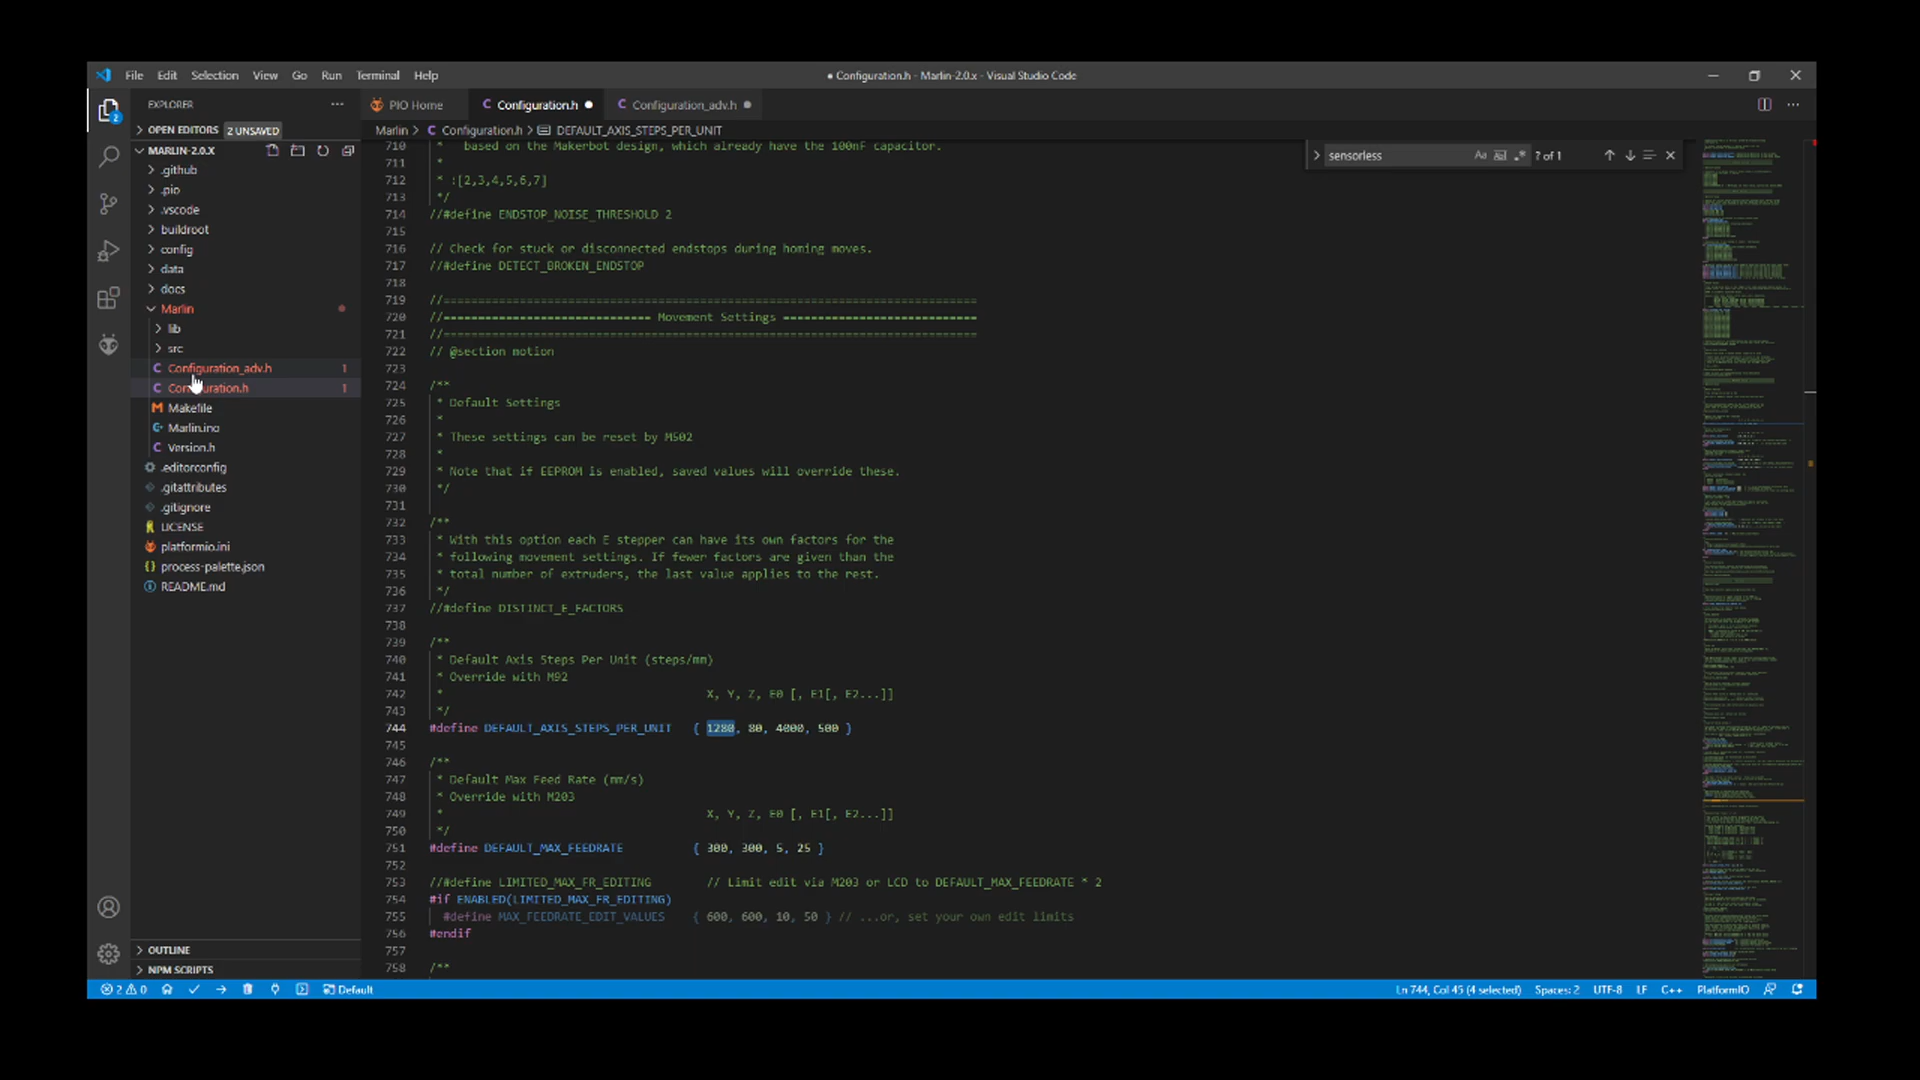 File Edit Selection View Go Run Terminal Help
● Configuration.h - Marlin-2.0.x - Visual Studio Code
EXPLORER ···
PIO Home
C Configuration.h ●
C Configuration_adv.h ●
OPEN EDITORS 2 UNSAVED
Marlin > C Configuration.h > DEFAULT_AXIS_STEPS_PER_UNIT
MARLIN-2.0.X
.github
.pio
.vscode
buildroot
config
data
docs
Marlin
lib
src
C Configuration_adv.h 1
C Configuration.h 1
M Makefile
Marlin.ino
C Version.h
.editorconfig
.gitattributes
.gitignore
LICENSE
platformio.ini
{} process-palette.json
README.md
OUTLINE
NPM SCRIPTS
sensorless Aa ? of 1
710 based on the Makerbot design, which already have the 100nF capacitor.
711 *
712 * :[2,3,4,5,6,7]
713 */
714 //#define ENDSTOP_NOISE_THRESHOLD 2
715
716 // Check for stuck or disconnected endstops during homing moves.
717 //#define DETECT_BROKEN_ENDSTOP
718
719 //=============================================================================
720 //============================== Movement Settings ============================
721 //=============================================================================
722 // @section motion
723
724 /**
725 * Default Settings
726 *
727 * These settings can be reset by M502
728 *
729 * Note that if EEPROM is enabled, saved values will override these.
730 */
731
732 /**
733 * With this option each E stepper can have its own factors for the
734 * following movement settings. If fewer factors are given than the
735 * total number of extruders, the last value applies to the rest.
736 */
737 //#define DISTINCT_E_FACTORS
738
739 /**
740 * Default Axis Steps Per Unit (steps/mm)
741 * Override with M92
742 * X, Y, Z, E0 [, E1[, E2...]]
743 */
744 #define DEFAULT_AXIS_STEPS_PER_UNIT { 1280, 80, 4000, 500 }
745
746 /**
747 * Default Max Feed Rate (mm/s)
748 * Override with M203
749 * X, Y, Z, E0 [, E1[, E2...]]
750 */
751 #define DEFAULT_MAX_FEEDRATE { 300, 300, 5, 25 }
752
753 //#define LIMITED_MAX_FR_EDITING // Limit edit via M203 or LCD to DEFAULT_MAX_FEEDRATE * 2
754 #if ENABLED(LIMITED_MAX_FR_EDITING)
755 #define MAX_FEEDRATE_EDIT_VALUES { 600, 600, 10, 50 } // ...or, set your own edit limits
756 #endif
757
758 /**
2 0 Default
Ln 744, Col 45 (4 selected) Spaces: 2 UTF-8 LF C++ PlatformIO